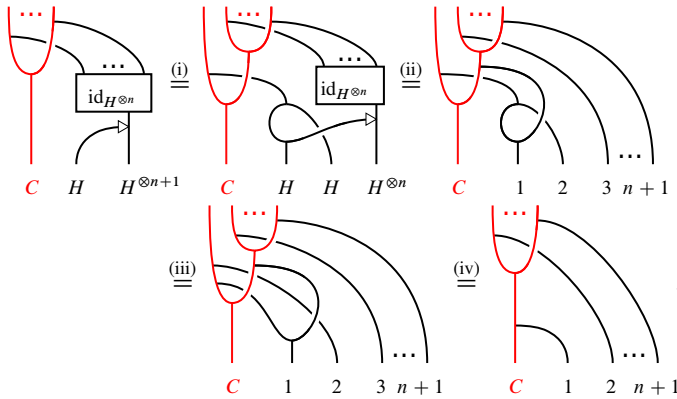 ... ... ...
... (i) ... (ii)
id_{H^{⊗n}} = id_{H^{⊗n}} =
...
C H H^{⊗n+1} C H H H^{⊗n} C 1 2 3 n + 1
... ...
(iii) (iv)
= =
... ...
C 1 2 3 n + 1 C 1 2 n + 1